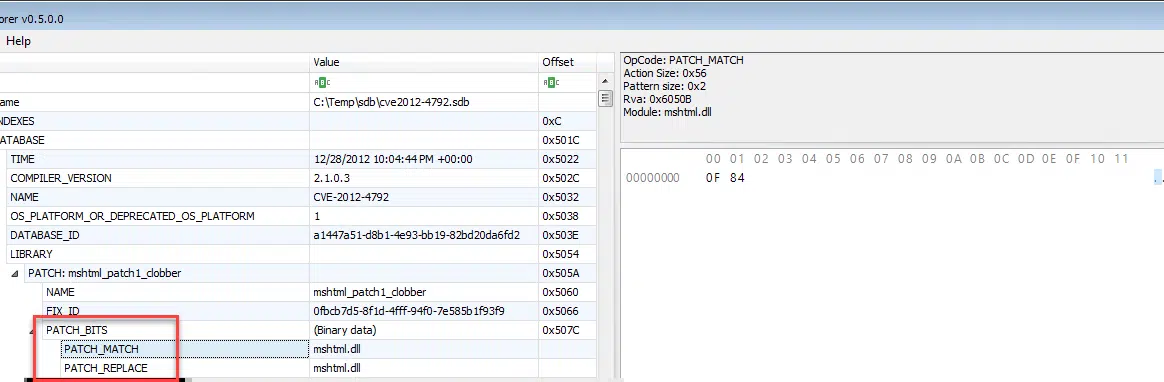 orer v0.5.0.0
Help
Value Offset
ABC ABC
ame C:\Temp\sdb\cve2012-4792.sdb
NDEXES 0xC
ATABASE 0x501C
TIME 12/28/2012 10:04:44 PM +00:00 0x5022
COMPILER_VERSION 2.1.0.3 0x502C
NAME CVE-2012-4792 0x5032
OS_PLATFORM_OR_DEPRECATED_OS_PLATFORM 1 0x5038
DATABASE_ID a1447a51-d8b1-4e93-bb19-82bd20da6fd2 0x503E
LIBRARY 0x5054
PATCH: mshtml_patch1_clobber 0x505A
NAME mshtml_patch1_clobber 0x5060
FIX_ID 0fbcb7d5-8f1d-4fff-94f0-7e585b1f93f9 0x5066
PATCH_BITS (Binary data) 0x507C
PATCH_MATCH mshtml.dll
PATCH_REPLACE mshtml.dll
OpCode: PATCH_MATCH
Action Size: 0x56
Pattern size: 0x2
Rva: 0x6050B
Module: mshtml.dll
00 01 02 03 04 05 06 07 08 09 0A 0B 0C 0D 0E 0F 10 11
00000000 0F 84 ..